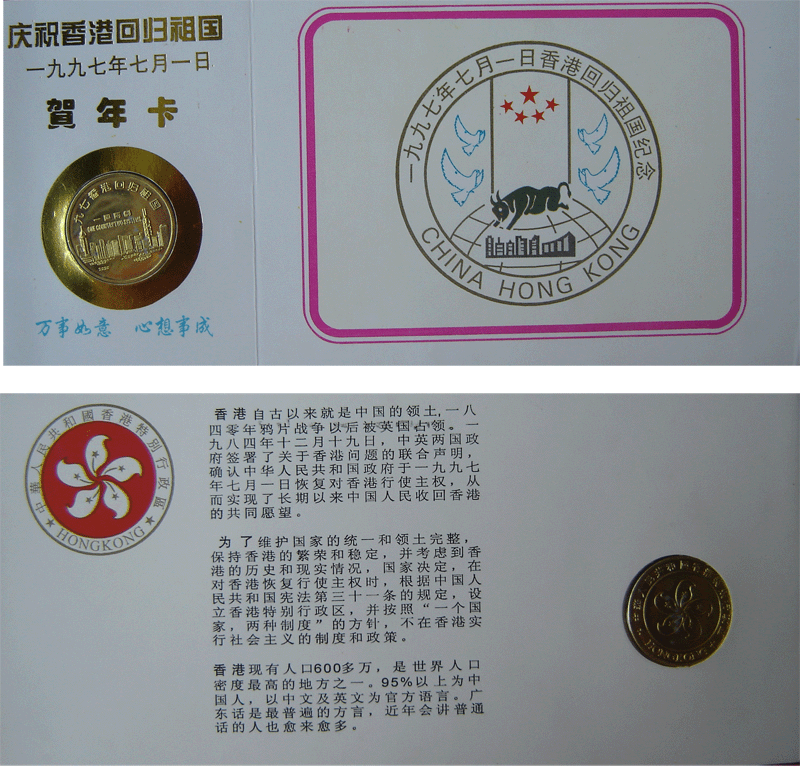 庆祝香港回归祖国
一九九七年七月一日
賀年卡
一九九七香港回归祖国
一国两制
ONE COUNTRY TWO SYSTEMS
万事如意 心想事成
一九九七年七月一日香港回归祖国纪念
CHINA HONG KONG
中華人民共和國香港特別行政區
HONGKONG
香港自古以来就是中国的领土,一八
四零年鸦片战争以后被英国占领。一
九八四年十二月十九日，中英两国政
府签署了关于香港问题的联合声明，
确认中华人民共和国政府于一九九七
年七月一日恢复对香港行使主权，从
而实现了长期以来中国人民收回香港
的共同愿望。
为了维护国家的统一和领土完整，
保持香港的繁荣和稳定，并考虑到香
港的历史和现实情况，国家决定，在
对香港恢复行使主权时，根据中国人
民共和国宪法第三十一条的规定，设
立香港特别行政区，并按照“一个国
家，两种制度”的方针，不在香港实
行社会主义的制度和政策。
香港现有人口600多万，是世界人口
密度最高的地方之一。95%以上为中
国人，以中文及英文为官方语言。广
东话是最普遍的方言，近年会讲普通
话的人也愈来愈多。
HONGKONG